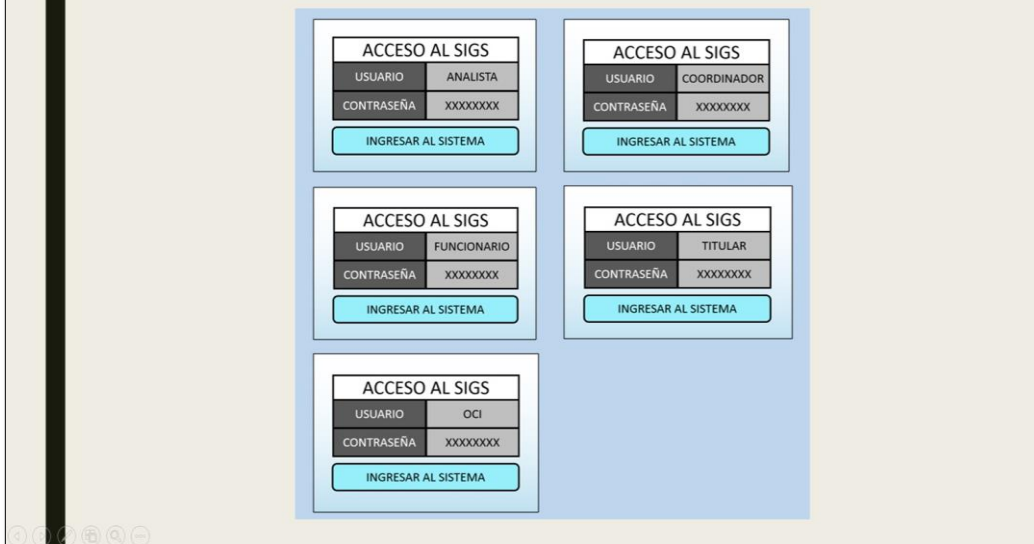 ACCESO AL SIGS
USUARIO ANALISTA
CONTRASEÑA XXXXXXXX
INGRESAR AL SISTEMA
ACCESO AL SIGS
USUARIO COORDINADOR
CONTRASEÑA XXXXXXXX
INGRESAR AL SISTEMA
ACCESO AL SIGS
USUARIO FUNCIONARIO
CONTRASEÑA XXXXXXXX
INGRESAR AL SISTEMA
ACCESO AL SIGS
USUARIO TITULAR
CONTRASEÑA XXXXXXXX
INGRESAR AL SISTEMA
ACCESO AL SIGS
USUARIO OCI
CONTRASEÑA XXXXXXXX
INGRESAR AL SISTEMA